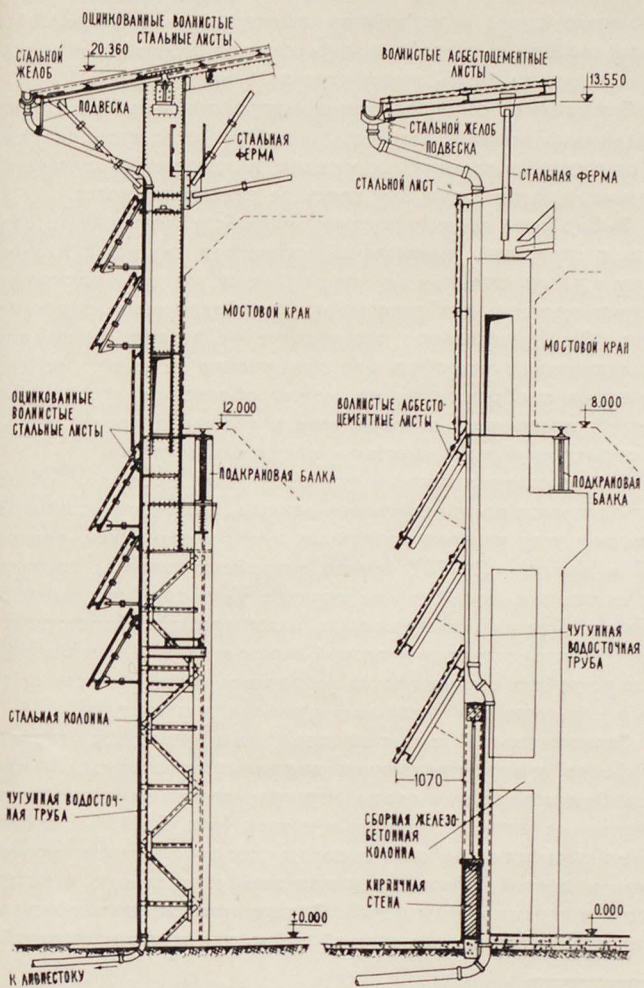 ОЦИНКОВАННЫЕ ВОЛНИСТЫЕ
СТАЛЬНЫЕ ЛИСТЫ
СТАЛЬНОЙ
ЖЕЛОБ
20.360
ПОДВЕСКА
СТАЛЬНАЯ
ФЕРМА
МОСТОВОЙ КРАН
ОЦИНКОВАННЫЕ
ВОЛНИСТЫЕ
СТАЛЬНЫЕ ЛИСТЫ
12.000
ПОДКРАНОВАЯ БАЛКА
СТАЛЬНАЯ КОЛОННА
ЧУГУННАЯ ВОДОСТОЧ-
НАЯ ТРУБА
±0.000
К ЛИВНЕСТОКУ
ВОЛНИСТЫЕ АСБЕСТОЦЕМЕНТНЫЕ
ЛИСТЫ
13.550
СТАЛЬНОЙ ЖЕЛОБ
ПОДВЕСКА
СТАЛЬНОЙ ЛИСТ
СТАЛЬНАЯ ФЕРМА
МОСТОВОЙ КРАН
ВОЛНИСТЫЕ АСБЕСТО-
ЦЕМЕНТНЫЕ ЛИСТЫ
8.000
ПОДКРАНОВАЯ
БАЛКА
ЧУГУННАЯ
ВОДОСТОЧНАЯ
ТРУБА
1070
СБОРНАЯ ЖЕЛЕЗО
БЕТОННАЯ
КОЛОННА
КИРПИЧНАЯ
СТЕНА
0.000